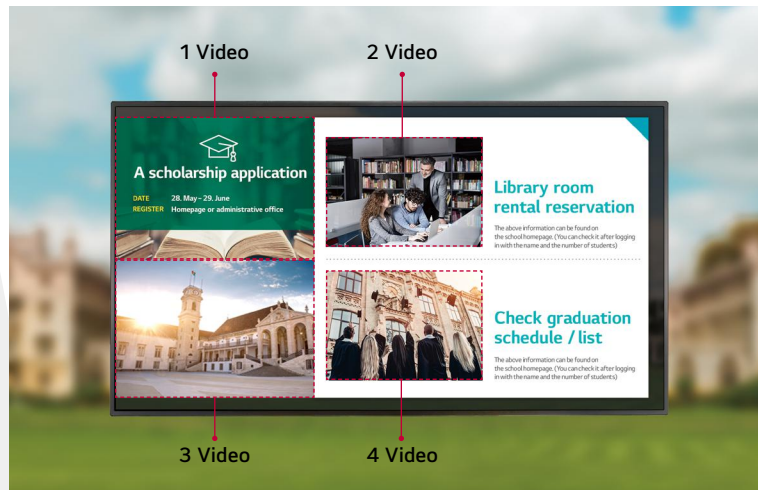 1 Video
2 Video
A scholarship application
DATE 28. May – 29. June
REGISTER Homepage or administrative office
Library room
rental reservation
The above information can be found on
the school homepage. (You can check it after logging
in with the name and the number of students)
Check graduation
schedule / list
The above information can be found on
the school homepage. (You can check it after logging
in with the name and the number of students)
3 Video
4 Video